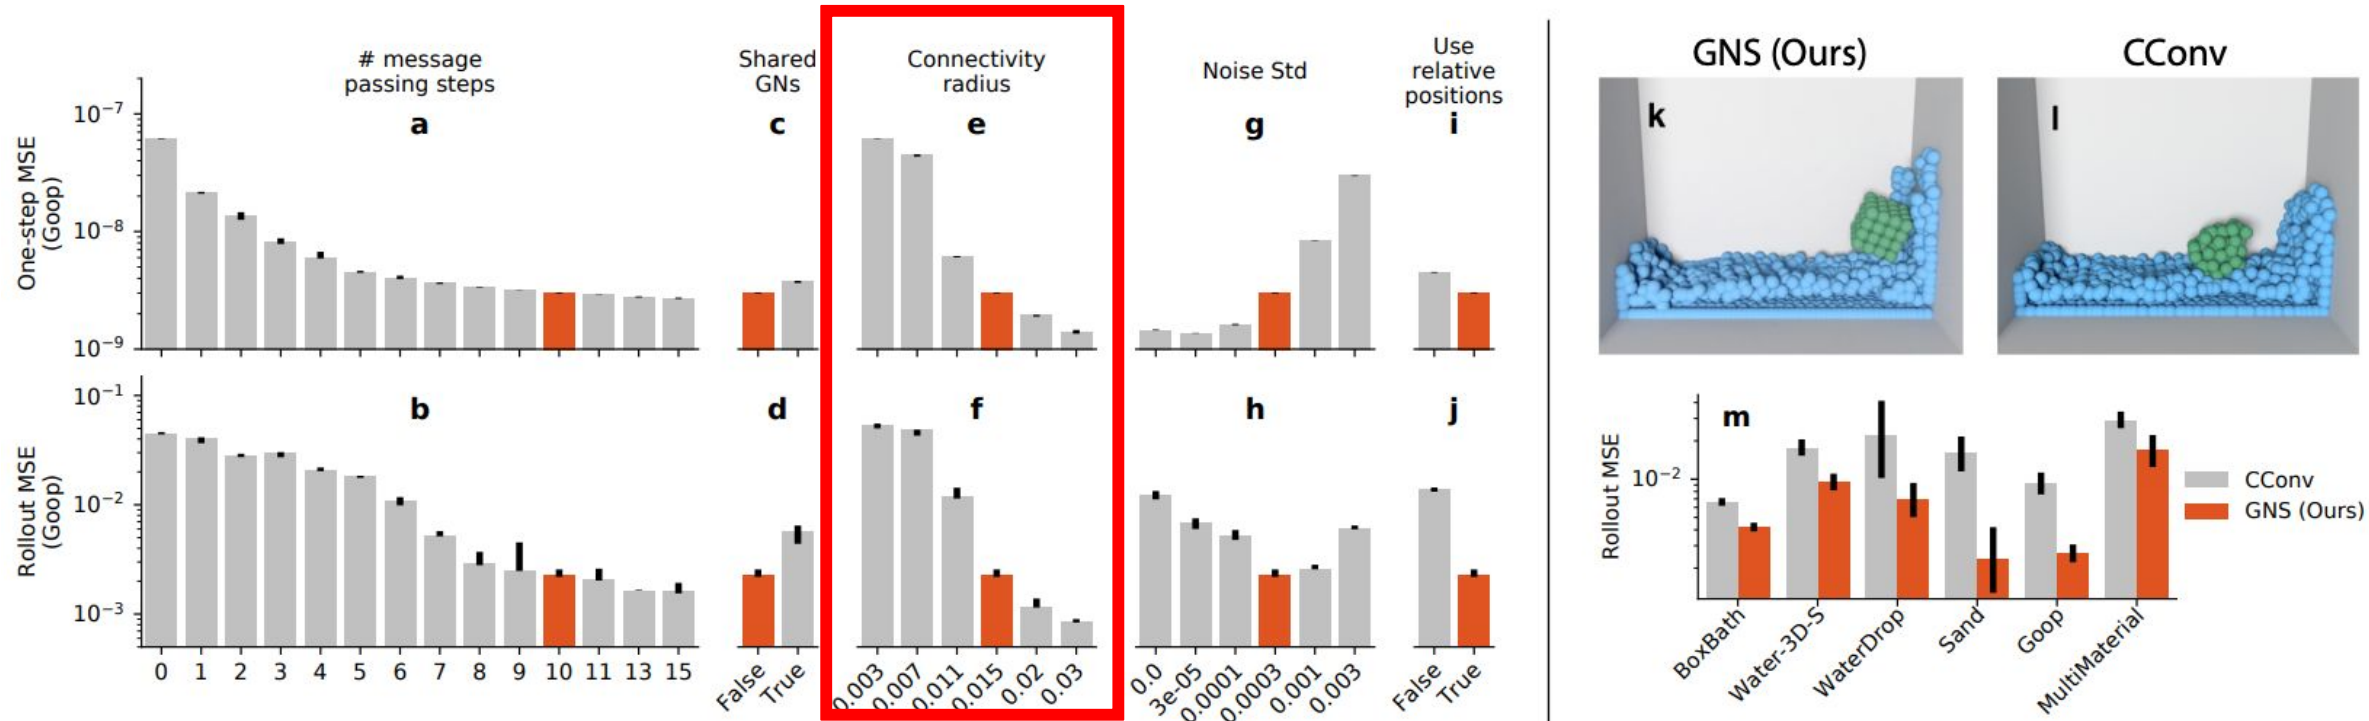 # message
passing steps
a
Shared
GNs
c
Connectivity
radius
e
Noise Std
g
Use
relative
positions
i
One-step MSE
(Goop)
10⁻⁷
10⁻⁸
10⁻⁹
Rollout MSE
(Goop)
10⁻¹
10⁻²
10⁻³
b
d
f
h
j
0 1 2 3 4 5 6 7 8 9 10 11 13 15
False True
0.003 0.007 0.011 0.015 0.02 0.03
0.0 3e-05 0.0001 0.0003 0.001 0.003
False True
GNS (Ours)
CConv
k
l
m
Rollout MSE
10⁻²
BoxBath Water-3D-S WaterDrop Sand Goop MultiMaterial
CConv
GNS (Ours)